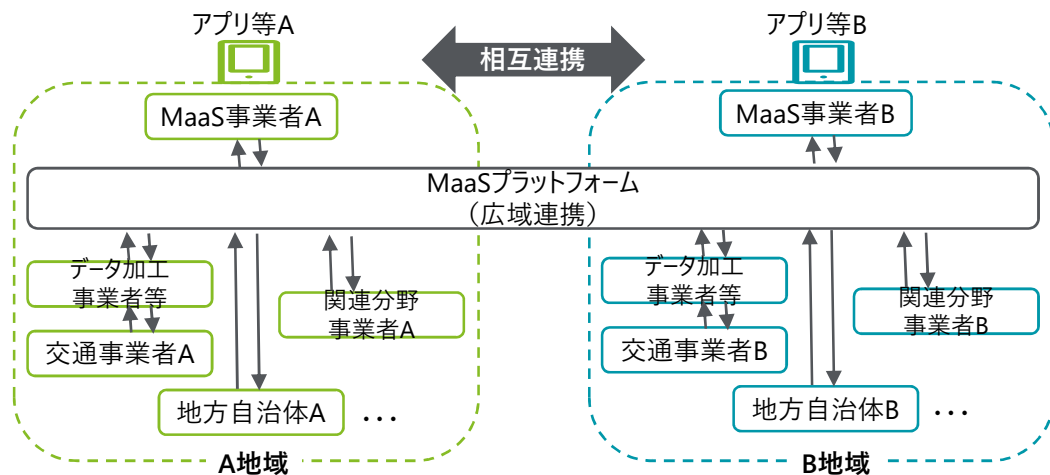 アプリ等A
アプリ等B
相互連携
MaaS事業者A
MaaS事業者B
MaaSプラットフォーム
（広域連携）
データ加工
事業者等
関連分野
事業者A
交通事業者A
地方自治体A
・・・
A地域
データ加工
事業者等
関連分野
事業者B
交通事業者B
地方自治体B
・・・
B地域